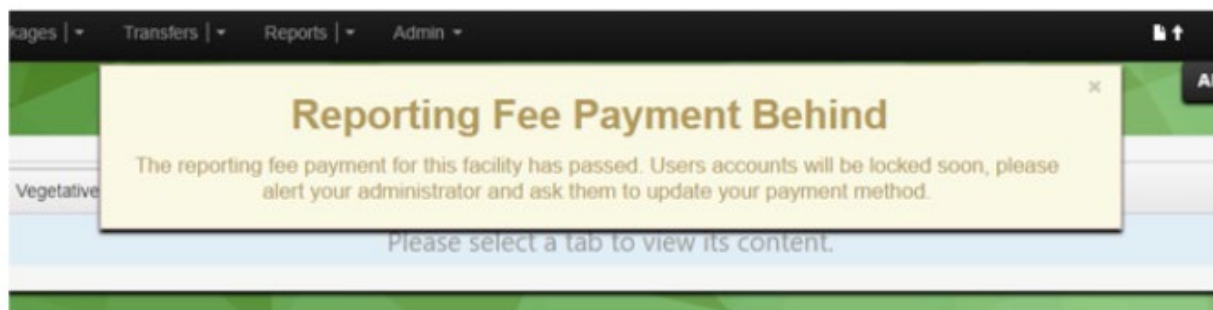 kages | Transfers | Reports | Admin
Reporting Fee Payment Behind
×
The reporting fee payment for this facility has passed. Users accounts will be locked soon, please
alert your administrator and ask them to update your payment method.
Vegetative
Please select a tab to view its content.